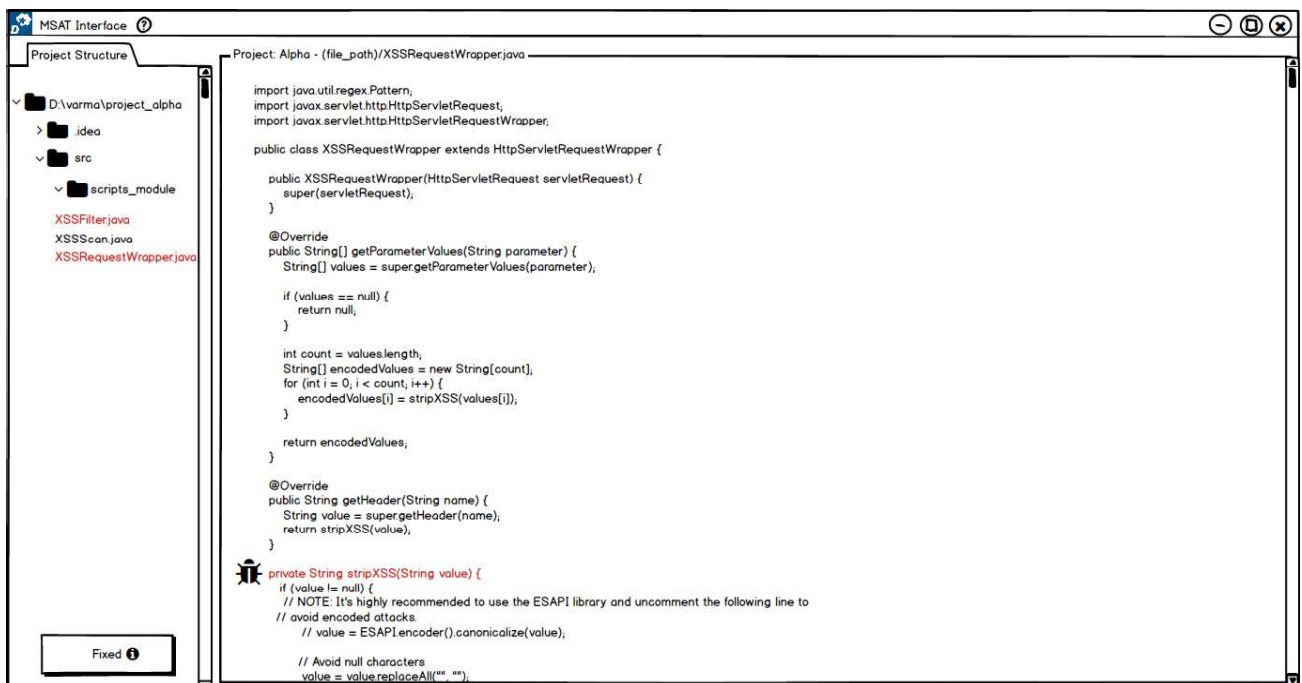 MSAT Interface ?
Project Structure
D:\varma\project_alpha
.idea
src
scripts_module
XSSFilter.java
XSSScan.java
XSSRequestWrapper.java
Fixed
Project: Alpha - (file_path)/XSSRequestWrapper.java
import java.util.regex.Pattern;
import javax.servlet.http.HttpServletRequest;
import javax.servlet.http.HttpServletRequestWrapper;
public class XSSRequestWrapper extends HttpServletRequestWrapper {
public XSSRequestWrapper(HttpServletRequest servletRequest) {
super(servletRequest);
}
@Override
public String[] getParameterValues(String parameter) {
String[] values = super.getParameterValues(parameter);
if (values == null) {
return null;
}
int count = values.length;
String[] encodedValues = new String[count];
for (int i = 0; i < count; i++) {
encodedValues[i] = stripXSS(values[i]);
}
return encodedValues;
}
@Override
public String getHeader(String name) {
String value = super.getHeader(name);
return stripXSS(value);
}
private String stripXSS(String value) {
if (value != null) {
// NOTE: It's highly recommended to use the ESAPI library and uncomment the following line to
// avoid encoded attacks.
// value = ESAPI.encoder().canonicalize(value);
// Avoid null characters
value = value.replaceAll("", "");